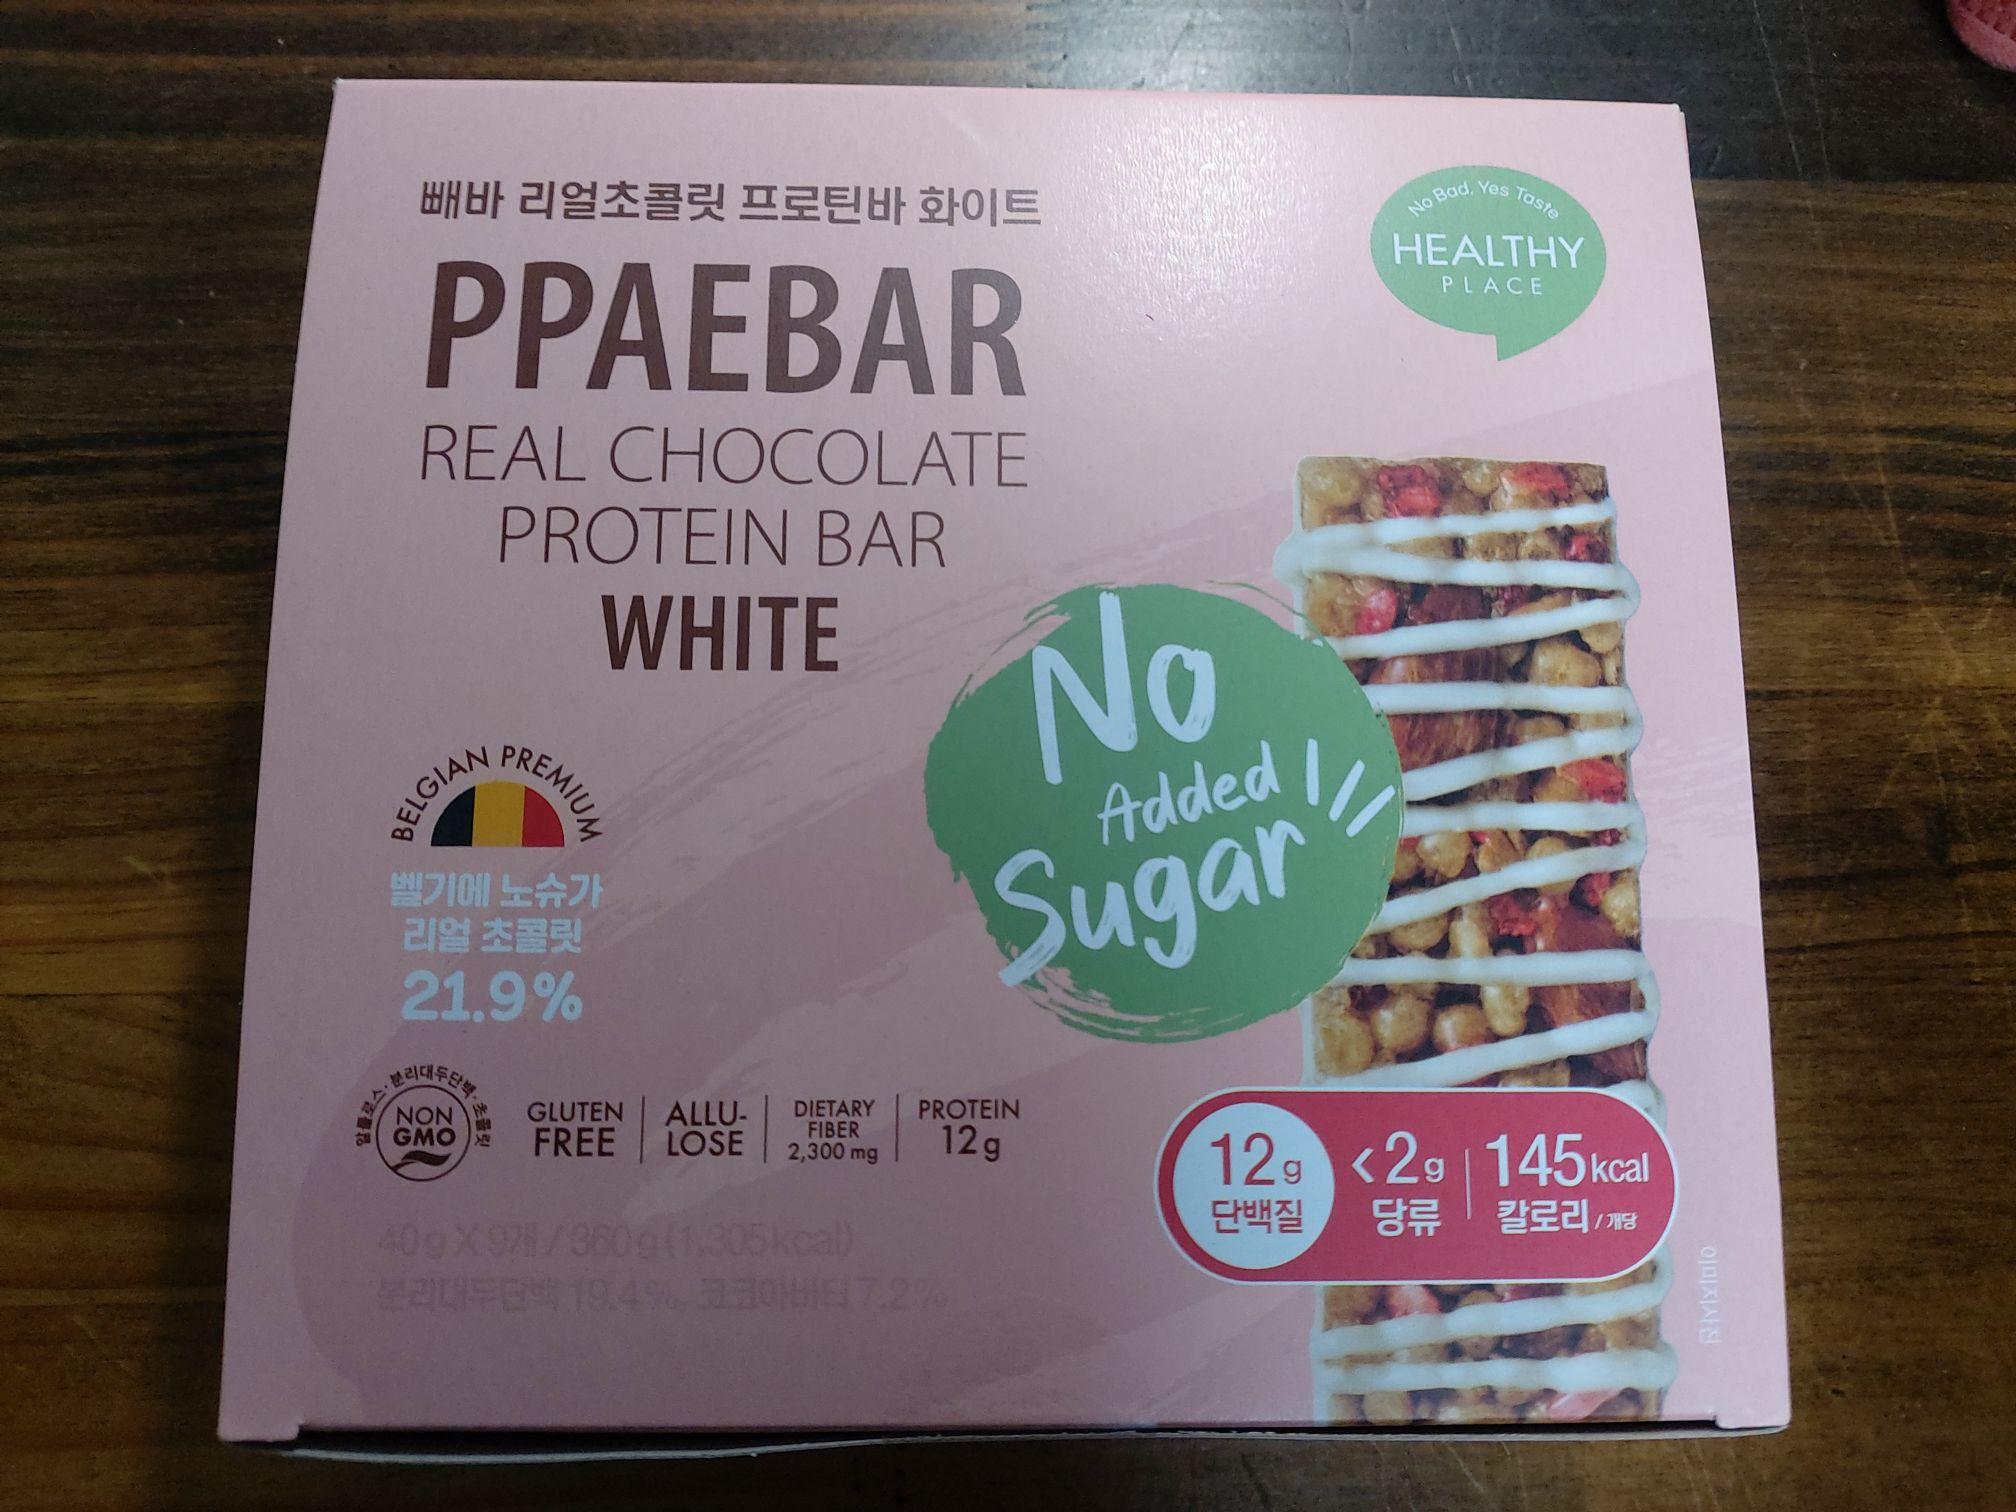 빼바 리얼초콜릿 프로틴바 화이트
PPAEBAR
REAL CHOCOLATE
PROTEIN BAR
WHITE
No Bad, Yes Taste
HEALTHY
PLACE
No
Added
Sugar
BELGIAN PREMIUM
벨기에 노슈가
리얼 초콜릿
21.9%
알룰로스·분리대두단백·초콜릿
NON
GMO
GLUTEN
FREE
ALLU-
LOSE
DIETARY
FIBER
2,300 mg
PROTEIN
12g
12g
단백질
<2g
당류
145kcal
칼로리 / 개당
40g X 9개 / 360g (1,305kcal)
분리대두단백 19.4%, 코코아버터 7.2%
이미지사진